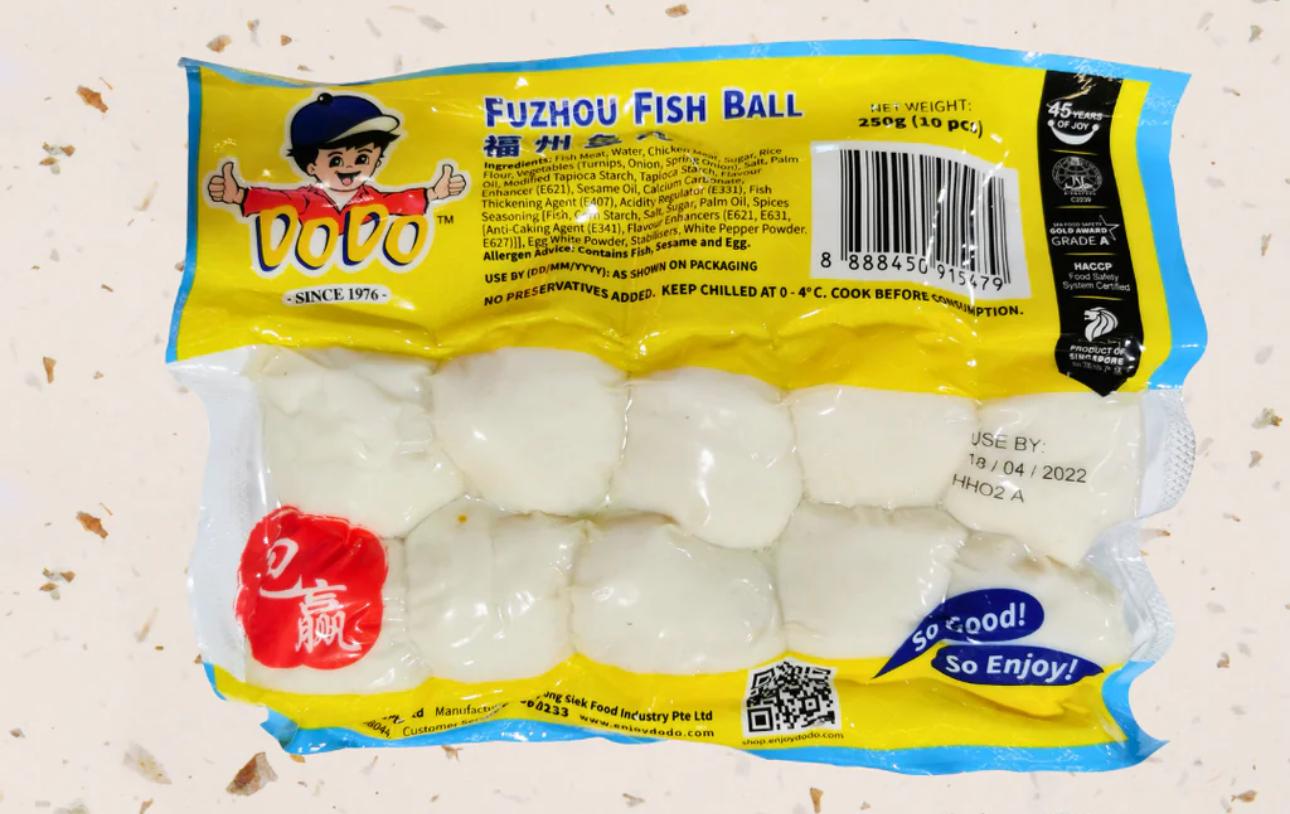 DoDo™
- SINCE 1976 -
FUZHOU FISH BALL
福州鱼丸
Ingredients: Fish Meat, Water, Chicken Meat, Sugar, Rice
Flour, Vegetables (Turnips, Onion, Spring Onion), Salt, Palm
Oil, Modified Tapioca Starch, Tapioca Starch, Flavour
Enhancer (E621), Sesame Oil, Calcium Carbonate,
Thickening Agent (E407), Acidity Regulator (E331), Fish
Seasoning [Fish, Corn Starch, Salt, Sugar, Palm Oil, Spices
[Anti-Caking Agent (E341), Flavour Enhancers (E621, E631,
E627)]], Egg White Powder, Stabilisers, White Pepper Powder.
Allergen Advice: Contains Fish, Sesame and Egg.
USE BY (DD/MM/YYYY): AS SHOWN ON PACKAGING
NO PRESERVATIVES ADDED. KEEP CHILLED AT 0 - 4°C. COOK BEFORE CONSUMPTION.
NET WEIGHT:
250g (10 pcs)
8 888450 915479
45 YEARS
OF JOY
SEAFOOD SAFETY
GOLD AWARD
GRADE A
HACCP
Food Safety
System Certified
PRODUCT OF
SINGAPORE
USE BY:
18 / 04 / 2022
HHO2 A
包
赢
So Good!
So Enjoy!
Siek Food Industry Pte Ltd
www.enjoydodo.com
shop.enjoydodo.com